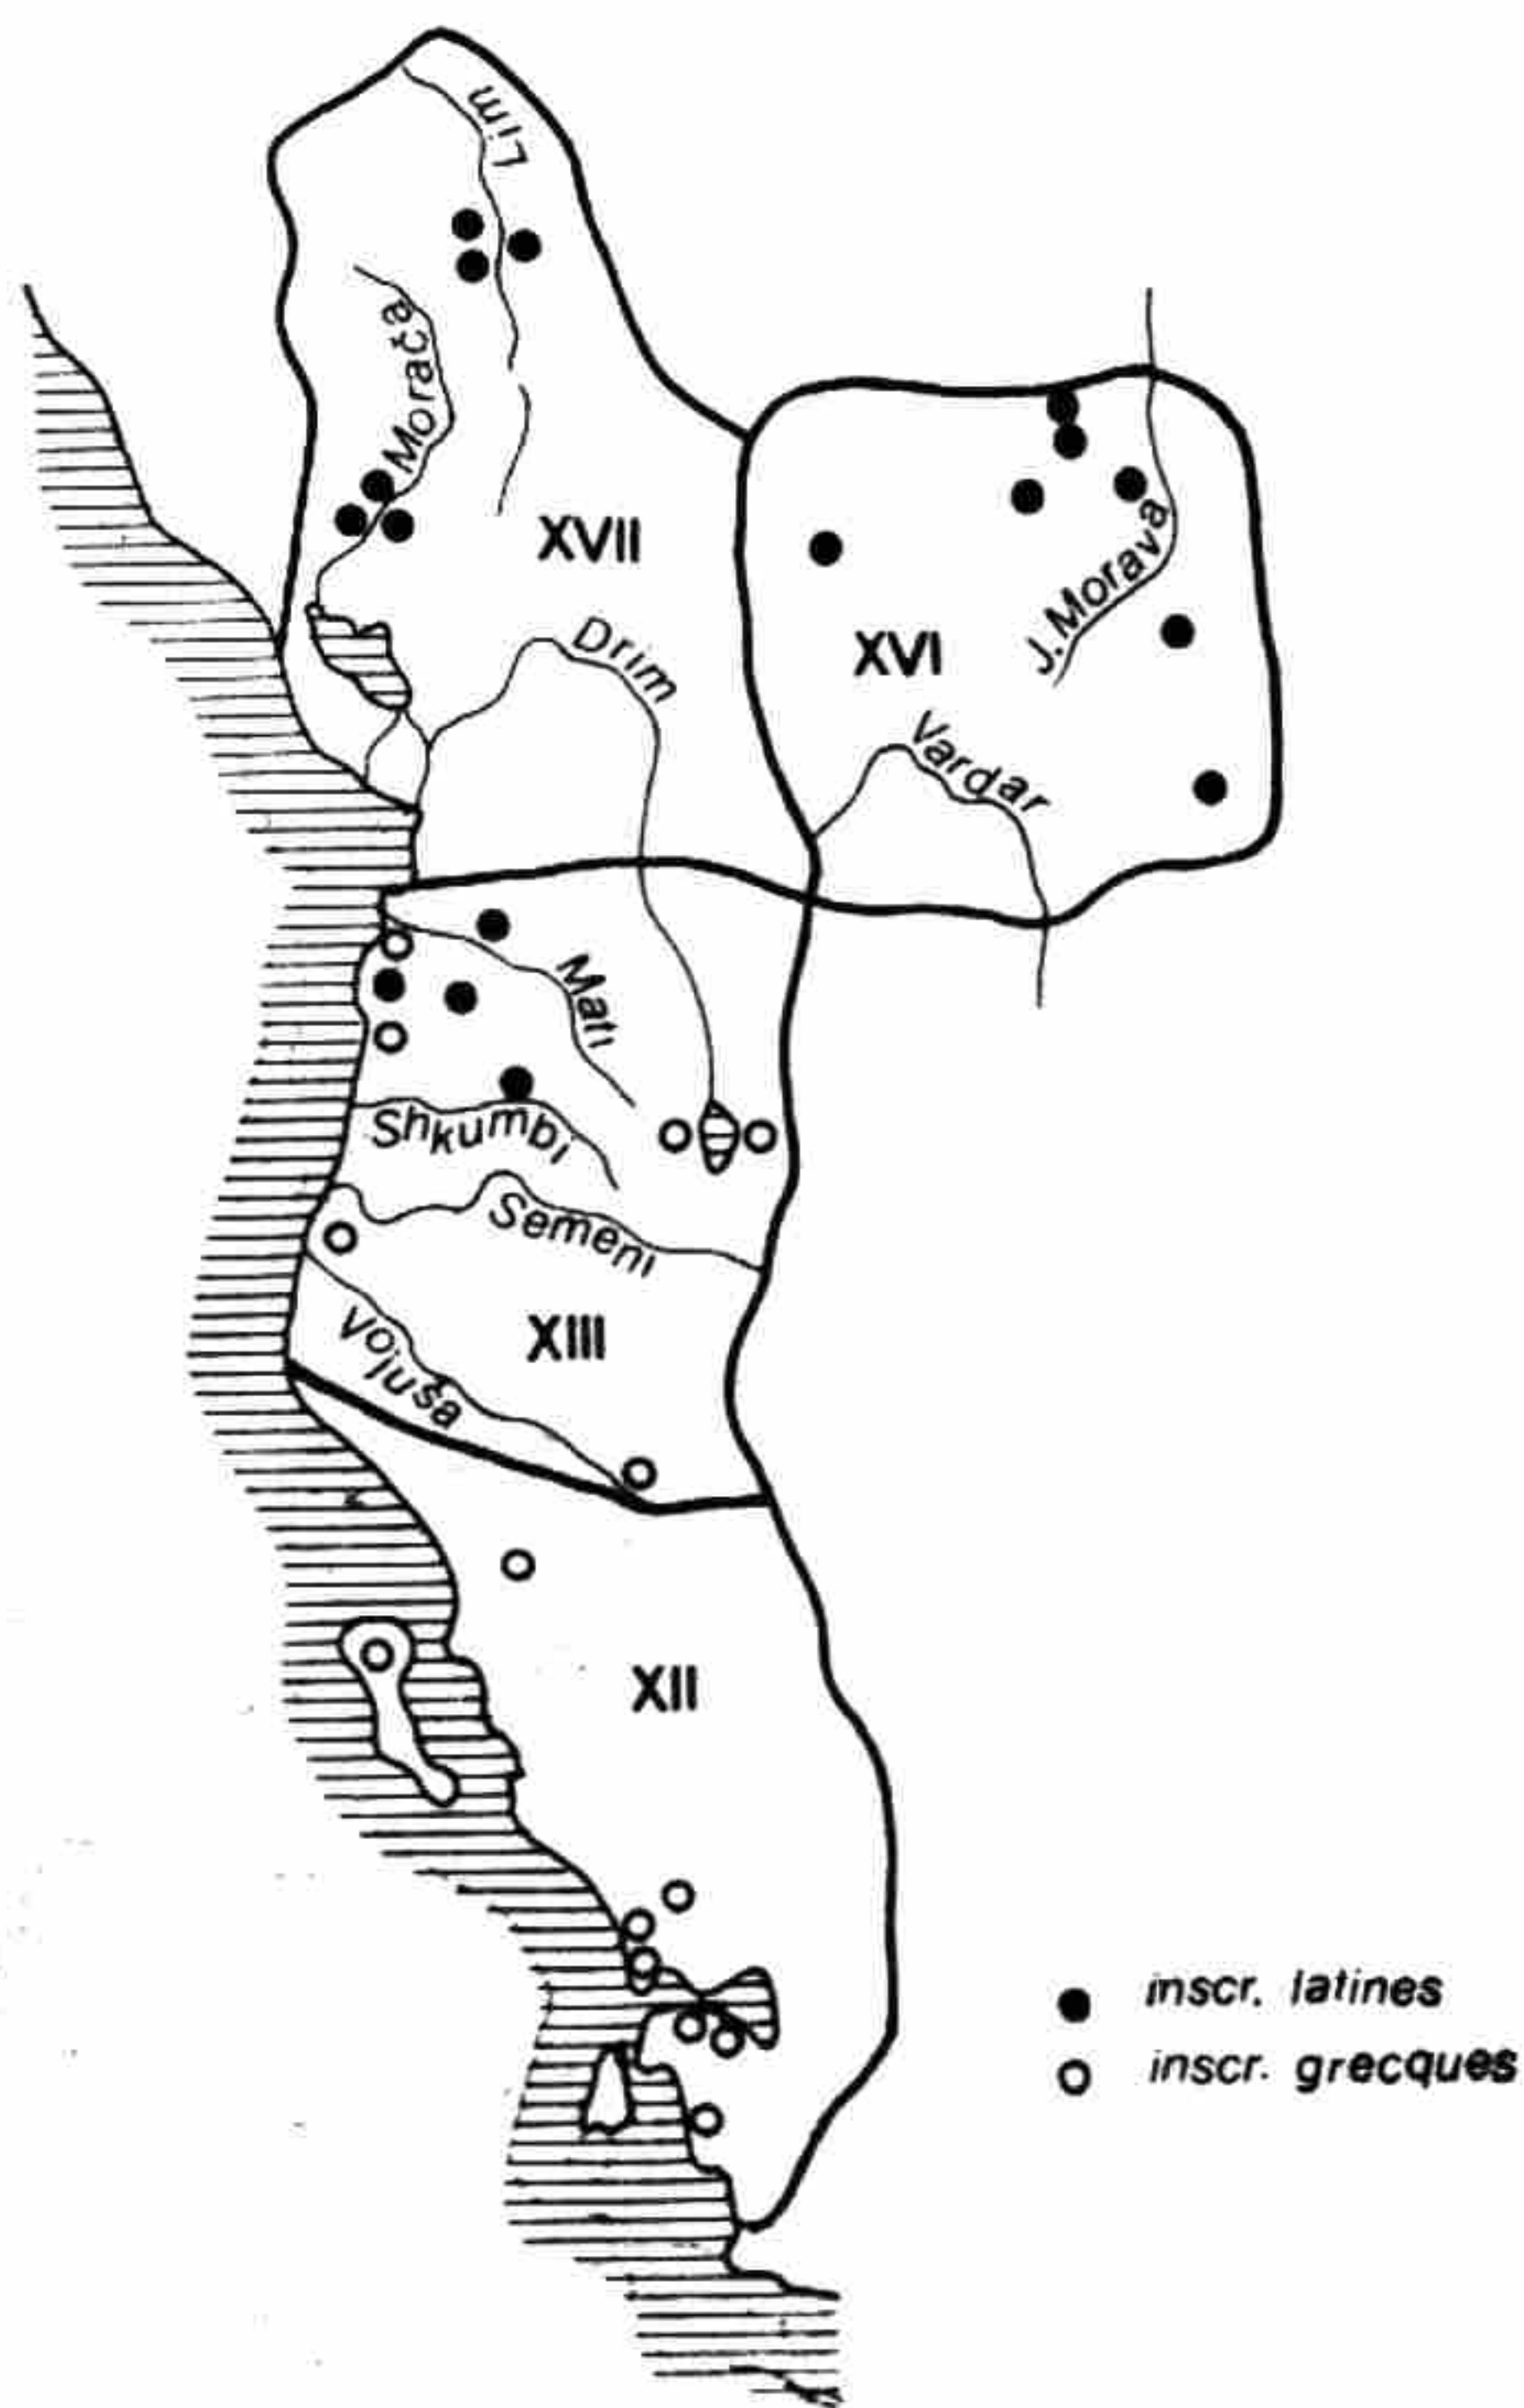 Lim
Morača
XVII
J. Morava
XVI
Drim
Vardar
Mati
Shkumbi
Semeni
XIII
Vojuša
XII
inscr. latines
inscr. grecques